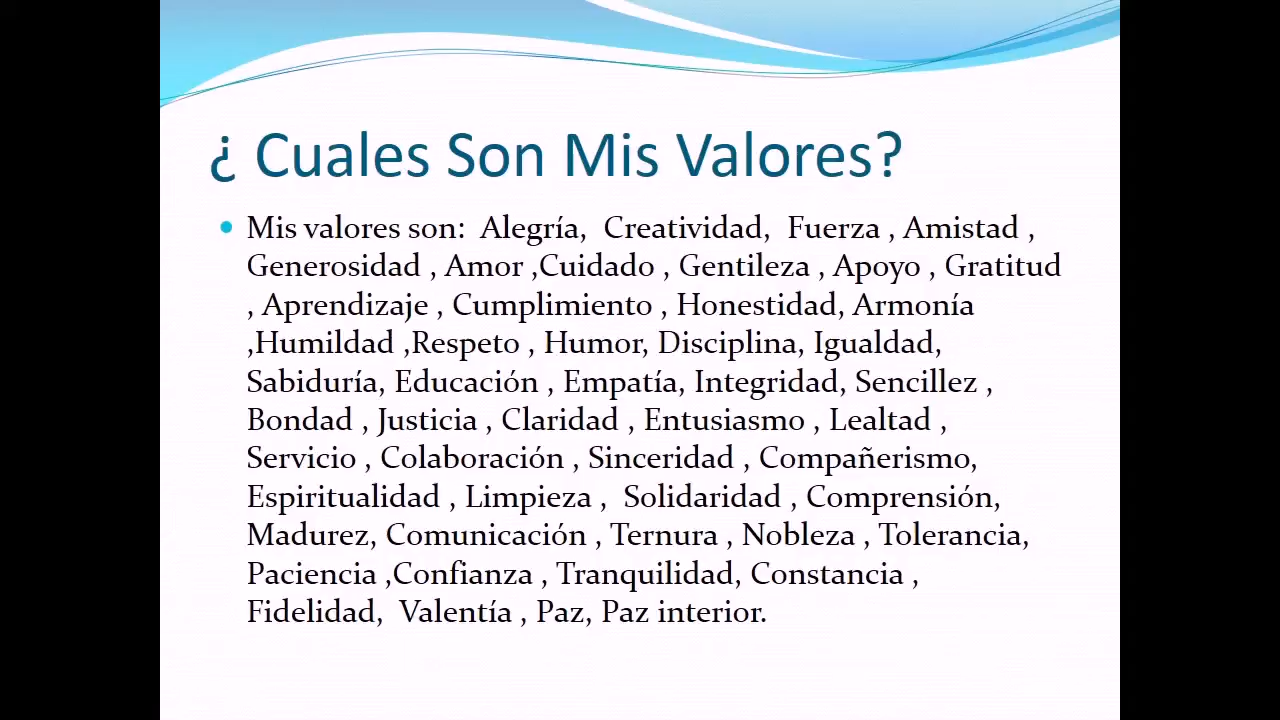 ¿ Cuales Son Mis Valores?
Mis valores son:  Alegría,  Creatividad,  Fuerza , Amistad ,
Generosidad , Amor ,Cuidado , Gentileza , Apoyo , Gratitud
, Aprendizaje , Cumplimiento , Honestidad, Armonía
,Humildad ,Respeto , Humor, Disciplina, Igualdad,
Sabiduría, Educación , Empatía, Integridad, Sencillez ,
Bondad , Justicia , Claridad , Entusiasmo , Lealtad ,
Servicio , Colaboración , Sinceridad , Compañerismo,
Espiritualidad , Limpieza ,  Solidaridad , Comprensión,
Madurez, Comunicación , Ternura , Nobleza , Tolerancia,
Paciencia ,Confianza , Tranquilidad, Constancia ,
Fidelidad,  Valentía , Paz, Paz interior.